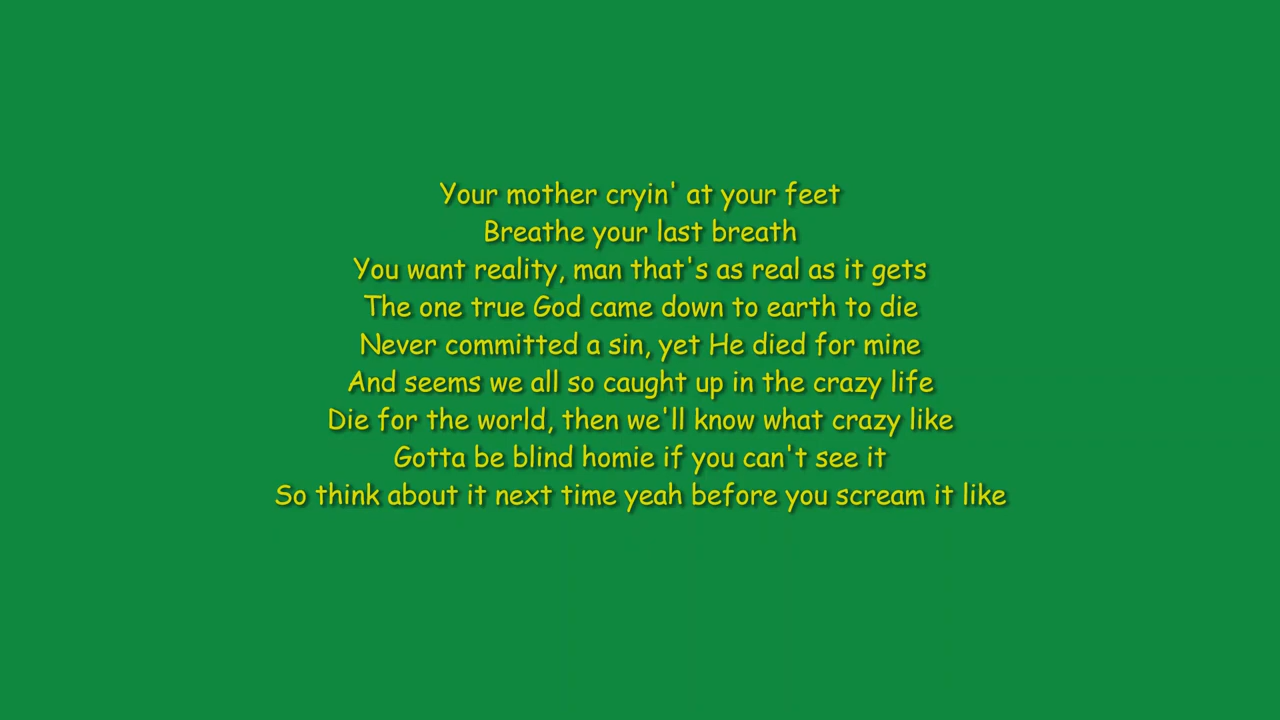 Your mother cryin' at your feet
Breathe your last breath
You want reality, man that's as real as it gets
The one true God came down to earth to die
Never committed a sin, yet He died for mine
And seems we all so caught up in the crazy life
Die for the world, then we'll know what crazy like
Gotta be blind homie if you can't see it
So think about it next time yeah before you scream it like